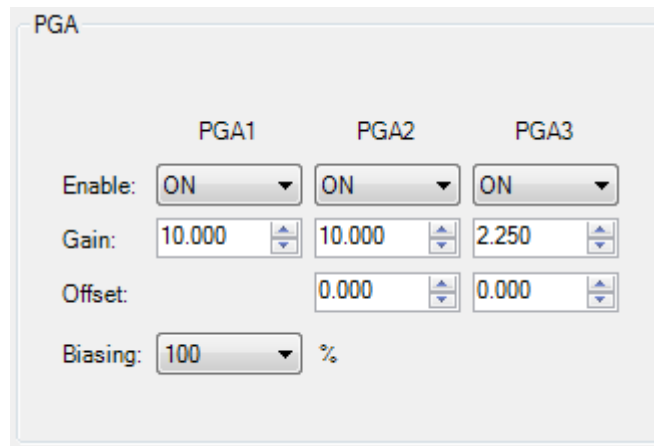 PGA
PGA1 PGA2 PGA3
Enable: ON ON ON
Gain: 10.000 10.000 2.250
Offset: 0.000 0.000
Biasing: 100 %